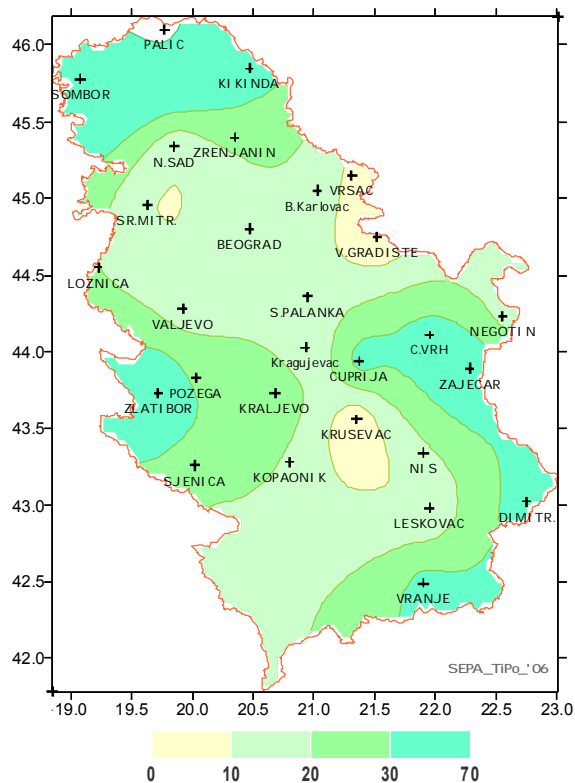 46.0
45.5
45.0
44.5
44.0
43.5
43.0
42.5
42.0
PALIC
SOMBOR
KIKINDA
ZRENJANIN
N.SAD
VRSAC
B.Karlovac
SR.MITR.
BEOGRAD
V.GRADISTE
LOZNICA
S.PALANKA
VALJEVO
NEGOTIN
C.VRH
Kragujevac
CUPRIJA
ZAJECAR
POZEGA
ZLATIBOR
KRALJEVO
KRUSEVAC
NIS
SJENICA
KOPAONIK
LESKOVAC
DIMITR.
VRANJE
SEPA_TiPo_'06
19.0 19.5 20.0 20.5 21.0 21.5 22.0 22.5 23.0
0 10 20 30 70